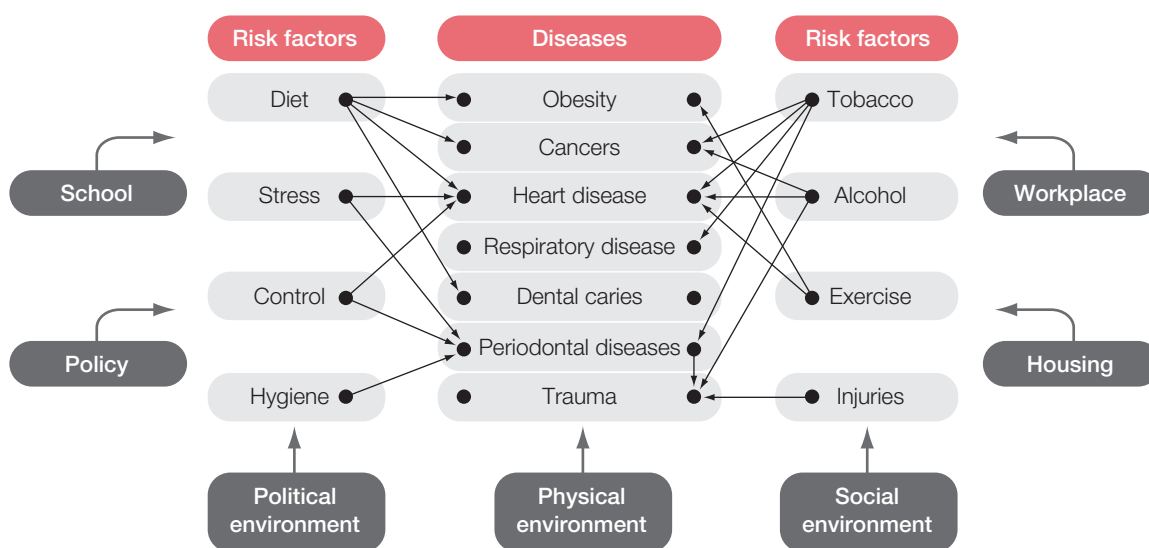 Risk factors
Diseases
Risk factors
Diet
Obesity
Tobacco
Cancers
School
Stress
Heart disease
Alcohol
Workplace
Respiratory disease
Control
Dental caries
Exercise
Policy
Periodontal diseases
Housing
Hygiene
Trauma
Injuries
Political
environment
Physical
environment
Social
environment